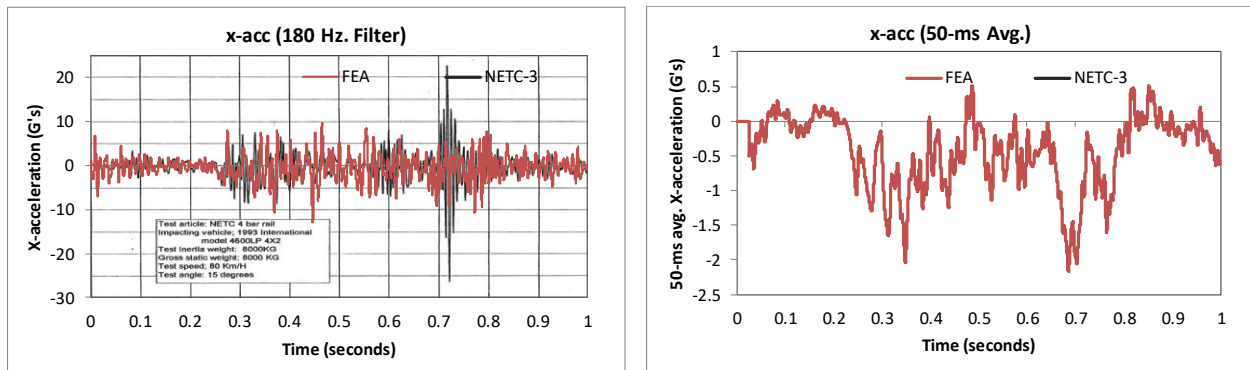 x-acc (180 Hz. Filter)
FEA
NETC-3
X-acceleration (G's)
20
10
0
-10
-20
-30
Test article: NETC 4 bar rail
Impacting vehicle; 1993 International
model 4600LP 4X2
Test inertia weight: 8000KG
Gross static weight: 8000 KG
Test speed; 80 Km/H
Test angle: 15 degrees
0 0.1 0.2 0.3 0.4 0.5 0.6 0.7 0.8 0.9 1
Time (seconds)
x-acc (50-ms Avg.)
FEA
NETC-3
50-ms avg. X-acceleration (G's)
1
0.5
0
-0.5
-1
-1.5
-2
-2.5
0 0.1 0.2 0.3 0.4 0.5 0.6 0.7 0.8 0.9 1
Time (seconds)